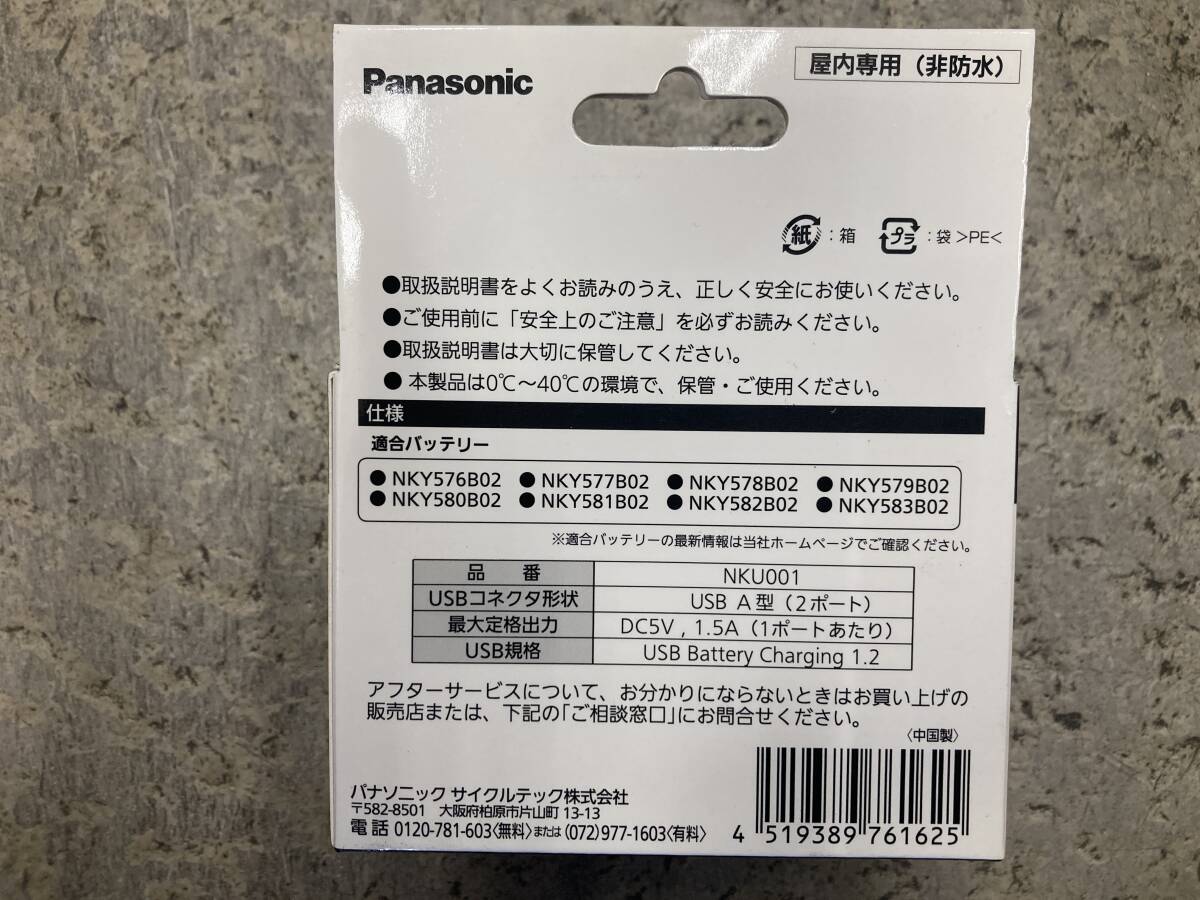 Panasonic
屋内専用（非防水）
紙 ：箱 プラ ：袋 >PE<
●取扱説明書をよくお読みのうえ、正しく安全にお使いください。
●ご使用前に「安全上のご注意」を必ずお読みください。
●取扱説明書は大切に保管してください。
● 本製品は0℃～40℃の環境で、保管・ご使用ください。
仕様
適合バッテリー
● NKY576B02 ● NKY577B02 ● NKY578B02 ● NKY579B02
● NKY580B02 ● NKY581B02 ● NKY582B02 ● NKY583B02
※適合バッテリーの最新情報は当社ホームページでご確認ください。
品　番 NKU001
USBコネクタ形状 USB A型（2ポート）
最大定格出力 DC5V , 1.5A（1ポートあたり）
USB規格 USB Battery Charging 1.2
アフターサービスについて、お分かりにならないときはお買い上げの
販売店または、下記の「ご相談窓口」にお問合せください。
〈中国製〉
パナソニック サイクルテック株式会社
〒582-8501 大阪府柏原市片山町 13-13
電話 0120-781-603〈無料〉または (072)977-1603〈有料〉
4 519389 761625